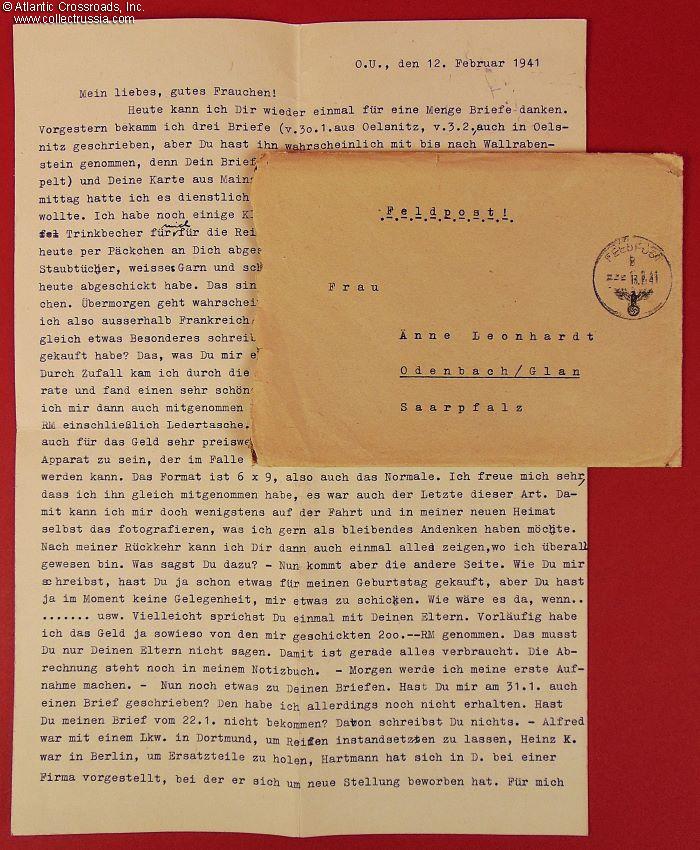 © Atlantic Crossroads, Inc.
www.collectrussia.com
O.U., den 12. Februar 1941
Mein liebes, gutes Frauchen!
Heute kann ich Dir wieder einmal für eine Menge Briefe danken.
Vorgestern bekam ich drei Briefe (v.3o.1.aus Oelsnitz, v.3.2,auch in Oels-
nitz geschrieben, aber Du hast ihn wahrscheinlich mit bis nach Wallraben-
stein genommen, denn Dein Brief
pelt) und Deine Karte aus Main
mittag hatte ich es dienstlich
wollte. Ich habe noch einige
Trinkbecher für mich für die Rei
heute per Päckchen an Dich abge
Staubtücher, weisses Garn und
heute abgeschickt habe. Das sin
chen. Übermorgen geht wahrschei
ich also ausserhalb Frankreich
gleich etwas Besonderes schrei
gekauft habe? Das, was Du mir
Durch Zufall kam ich durch die
rate und fand einen sehr schön
ich mir dann auch mitgenommen
RM einschließlich Ledertasche.
auch für das Geld sehr preiswe
Apparat zu sein, der im Falle
werden kann. Das Format ist 6 x 9, also auch das Normale. Ich freue mich sehr,
dass ich ihn gleich mitgenommen habe, es war auch der Letzte dieser Art. Da-
mit kann ich mir doch wenigstens auf der Fahrt und in meiner neuen Heimat
selbst das fotografieren, was ich gern als bleibendes Andenken haben möchte.
Nach meiner Rückkehr kann ich Dir dann auch einmal alles zeigen,wo ich überall
gewesen bin. Was sagst Du dazu? - Nun kommt aber die andere Seite. Wie Du mir
schreibst, hast Du ja schon etwas für meinen Geburtstag gekauft, aber Du hast
ja im Moment keine Gelegenheit, mir etwas zu schicken. Wie wäre es da, wenn..
....... usw. Vielleicht sprichst Du einmal mit Deinen Eltern. Vorläufig habe
ich das Geld ja sowieso von den mir geschickten 2oo.--RM genommen. Das musst
Du nur Deinen Eltern nicht sagen. Damit ist gerade alles verbraucht. Die Ab-
rechnung steht noch in meinem Notizbuch. - Morgen werde ich meine erste Auf-
nahme machen. - Nun noch etwas zu Deinen Briefen. Hast Du mir am 31.1. auch
einen Brief geschrieben? Den habe ich allerdings noch nicht erhalten. Hast
Du meinen Brief vom 22.1. nicht bekommen? Davon schreibst Du nichts. - Alfred
war mit einem Lkw. in Dortmund, um Reifen instandsetzten zu lassen, Heinz K.
war in Berlin, um Ersatzteile zu holen, Hartmann hat sich in D. bei einer
Firma vorgestellt, bei der er sich um neue Stellung beworben hat. Für mich
Feldpost!
FELDPOST
Frau
Änne Leonhardt
Odenbach/Glan
Saarpfalz